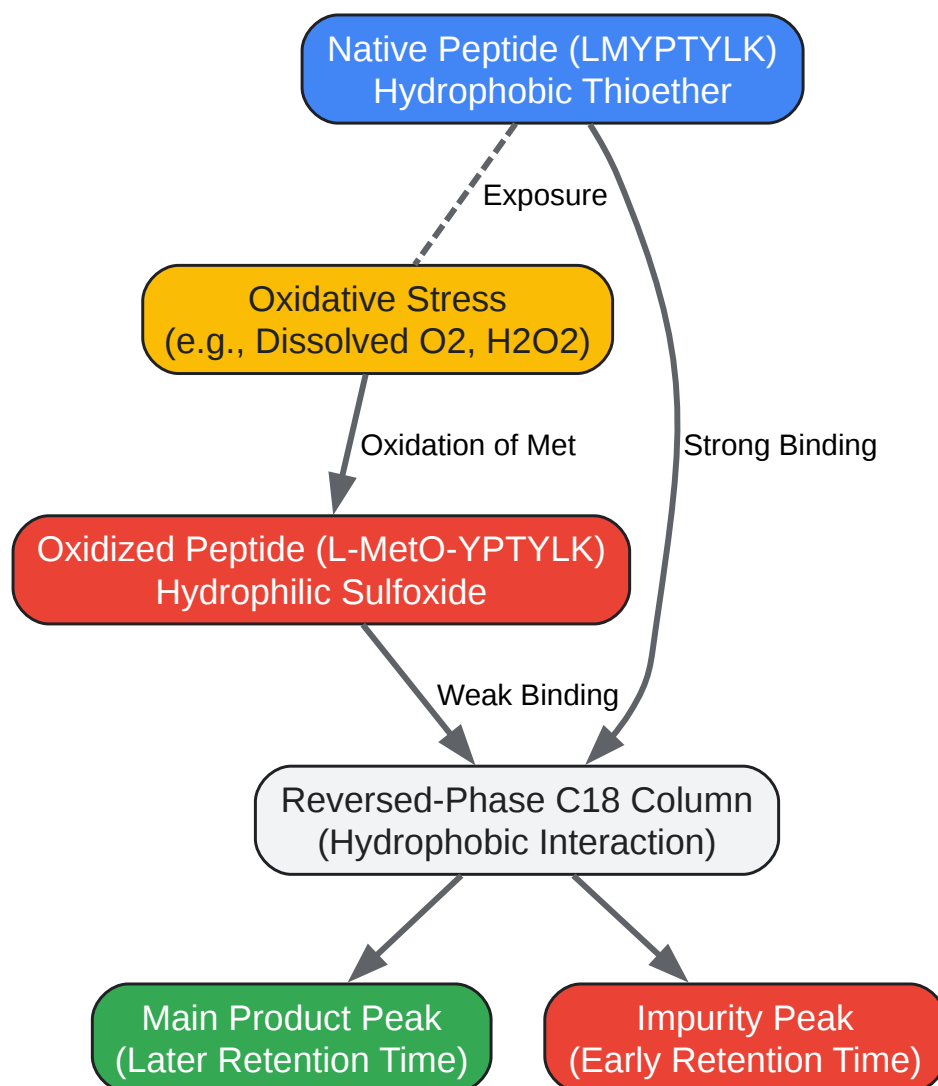 Native Peptide (LMYPTYLK)
Hydrophobic Thioether
Exposure
Oxidative Stress
(e.g., Dissolved O2, H2O2)
Oxidation of Met
Strong Binding
Oxidized Peptide (L-MetO-YPTYLK)
Hydrophilic Sulfoxide
Weak Binding
Reversed-Phase C18 Column
(Hydrophobic Interaction)
Main Product Peak
(Later Retention Time)
Impurity Peak
(Early Retention Time)